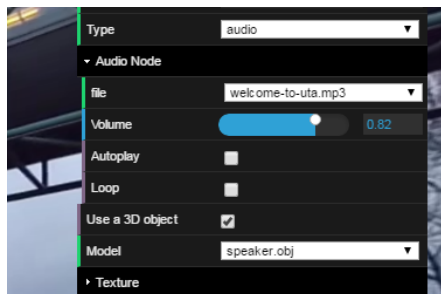 Type audio
Audio Node
file welcome-to-uta.mp3
Volume 0.82
Autoplay
Loop
Use a 3D object
Model speaker.obj
Texture